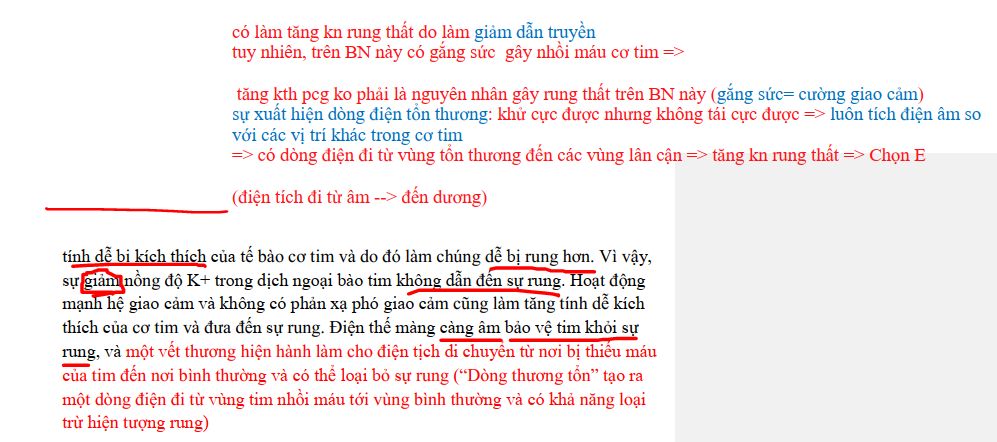 có làm tăng kn rung thất do làm giảm dẫn truyền
tuy nhiên, trên BN này có gắng sức gây nhồi máu cơ tim =>
tăng kth pcg ko phải là nguyên nhân gây rung thất trên BN này (gắng sức= cường giao cảm)
sự xuất hiện dòng điện tổn thương: khử cực được nhưng không tái cực được => luôn tích điện âm so
với các vị trí khác trong cơ tim
=> có dòng điện đi từ vùng tổn thương đến các vùng lân cận => tăng kn rung thất => Chọn E
(điện tích đi từ âm --> đến dương)
tính dễ bị kích thích của tế bào cơ tim và do đó làm chúng dễ bị rung hơn. Vì vậy,
sự giảm nồng độ K+ trong dịch ngoại bào tim không dẫn đến sự rung. Hoạt động
mạnh hệ giao cảm và không có phản xạ phó giao cảm cũng làm tăng tính dễ kích
thích của cơ tim và đưa đến sự rung. Điện thế màng càng âm bảo vệ tim khỏi sự
rung, và một vết thương hiện hành làm cho điện tịch di chuyên từ nơi bị thiếu máu
của tim đến nơi bình thường và có thể loại bỏ sự rung (“Dòng thương tổn” tạo ra
một dòng điện đi từ vùng tim nhồi máu tới vùng bình thường và có khả năng loại
trừ hiện tượng rung)